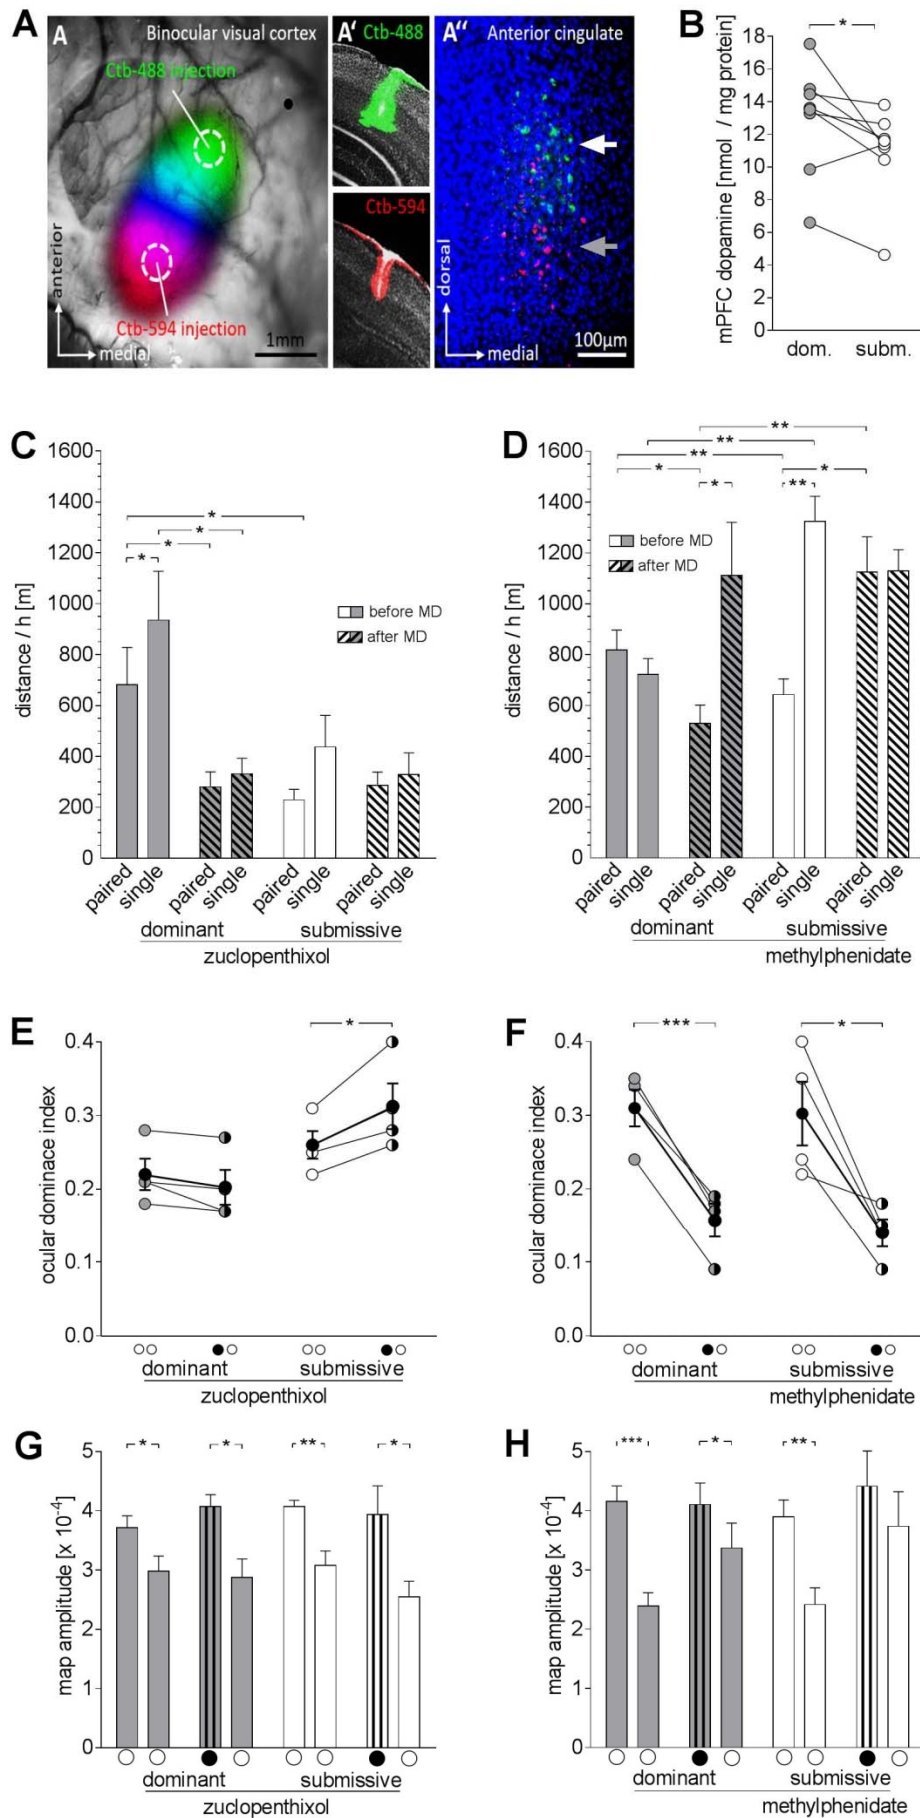 A
A
Binocular visual cortex
Ctb-488 injection
Ctb-594 injection
anterior
medial
1mm
A'
Ctb-488
Ctb-594
A"
Anterior cingulate
dorsal
medial
100µm
B
*
mPFC dopamine [nmol / mg protein]
18
16
14
12
10
8
6
4
2
0
dom.
subm.
C
distance / h [m]
1600
1400
1200
1000
800
600
400
200
0
*
*
*
*
before MD
after MD
paired
single
paired
single
paired
single
paired
single
dominant
submissive
zuclopenthixol
D
distance / h [m]
1600
1400
1200
1000
800
600
400
200
0
**
**
**
*
*
*
**
before MD
after MD
paired
single
paired
single
paired
single
paired
single
dominant
submissive
methylphenidate
E
ocular dominace index
0.4
0.3
0.2
0.1
0.0
*
dominant
submissive
zuclopenthixol
F
ocular dominace index
0.4
0.3
0.2
0.1
0.0
***
*
dominant
submissive
methylphenidate
G
map amplitude [x 10-4]
5
4
3
2
1
0
*
*
**
*
dominant
submissive
zuclopenthixol
H
map amplitude [x 10-4]
5
4
3
2
1
0
***
*
**
dominant
submissive
methylphenidate